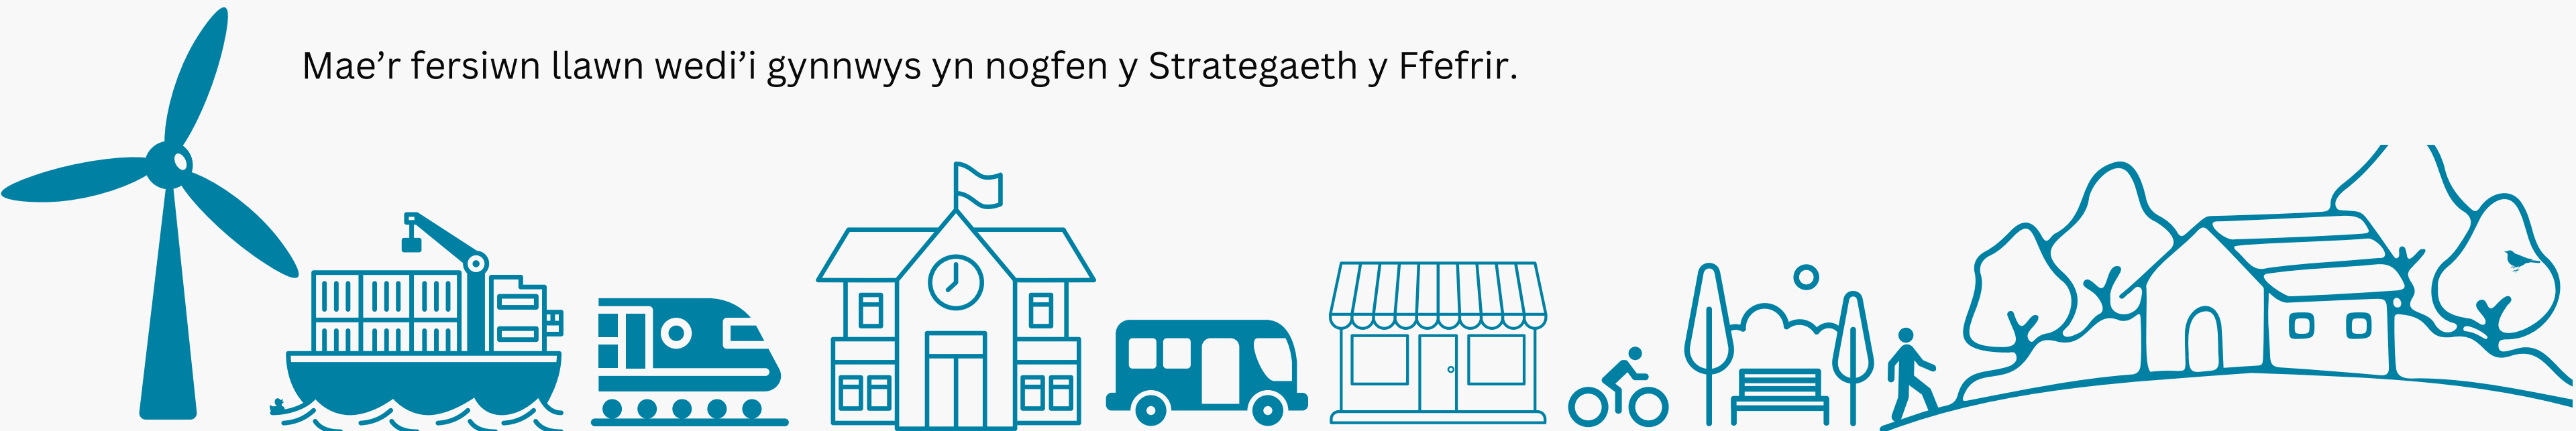 Mae’r fersiwn llawn wedi’i gynnwys yn nogfen y Strategaeth y Ffefrir.